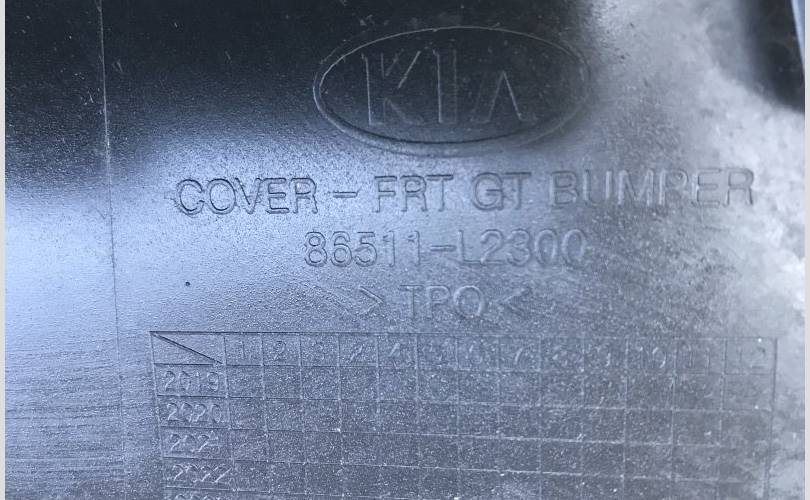 KIA
COVER - FRT GT BUMPER
86511-L2300
>TPO<
1 2 3 4 5 6 7 8 9 10 11 12
2019
2020
2021
2022